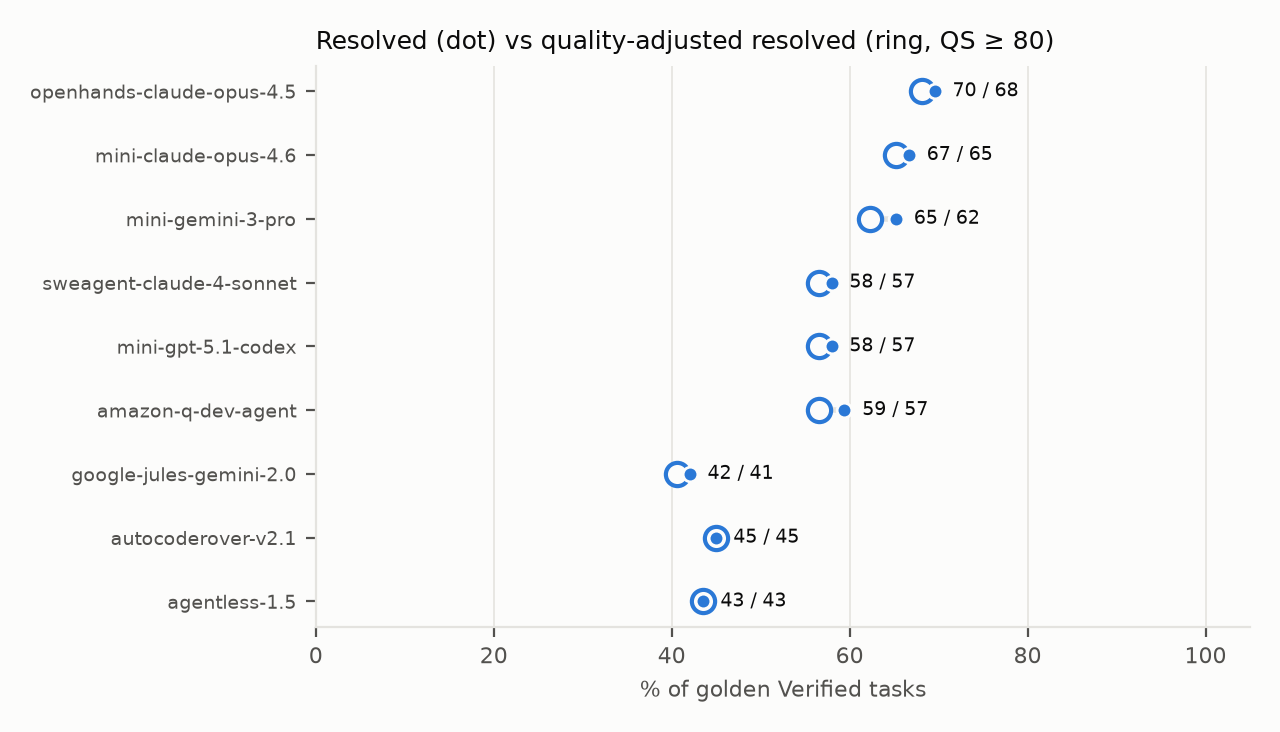 Resolved (dot) vs quality-adjusted resolved (ring, QS ≥ 80)
openhands-claude-opus-4.5 70 / 68
mini-claude-opus-4.6 67 / 65
mini-gemini-3-pro 65 / 62
sweagent-claude-4-sonnet 58 / 57
mini-gpt-5.1-codex 58 / 57
amazon-q-dev-agent 59 / 57
google-jules-gemini-2.0 42 / 41
autocoderover-v2.1 45 / 45
agentless-1.5 43 / 43
0 20 40 60 80 100
% of golden Verified tasks